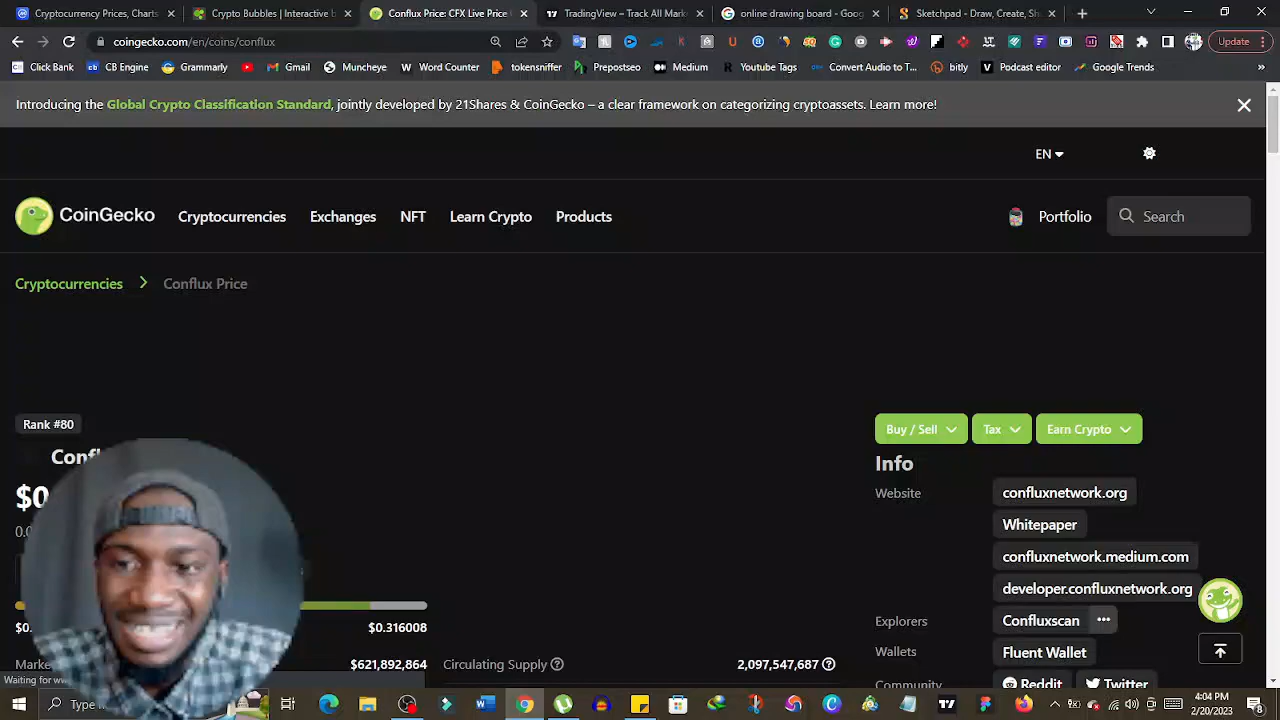 Cryptocurrency Prices, Charts
Crypto Bubbles | Interactive b
Conflux Price: CFX Live Price
TradingView – Track All Market
online drawing board - Goog
Sketchpad - Draw, Create, Sh
coingecko.com/en/coins/conflux
Update
Click Bank
CB Engine
Grammarly
Gmail
Muncheye
Word Counter
tokensniffer
Prepostseo
Medium
Youtube Tags
Convert Audio to T...
bitly
Podcast editor
Google Trends
Introducing the Global Crypto Classification Standard, jointly developed by 21Shares & CoinGecko – a clear framework on categorizing cryptoassets. Learn more!
EN
CoinGecko
Cryptocurrencies
Exchanges
NFT
Learn Crypto
Products
Portfolio
Search
Cryptocurrencies > Conflux Price
Rank #80
Buy / Sell
Tax
Earn Crypto
Info
Website
confluxnetwork.org
Whitepaper
confluxnetwork.medium.com
developer.confluxnetwork.org
Explorers
Confluxscan
$0.316008
$621,892,864
Circulating Supply
2,097,547,687
Wallets
Fluent Wallet
Community
Reddit
Twitter
4:04 PM
2/20/2023